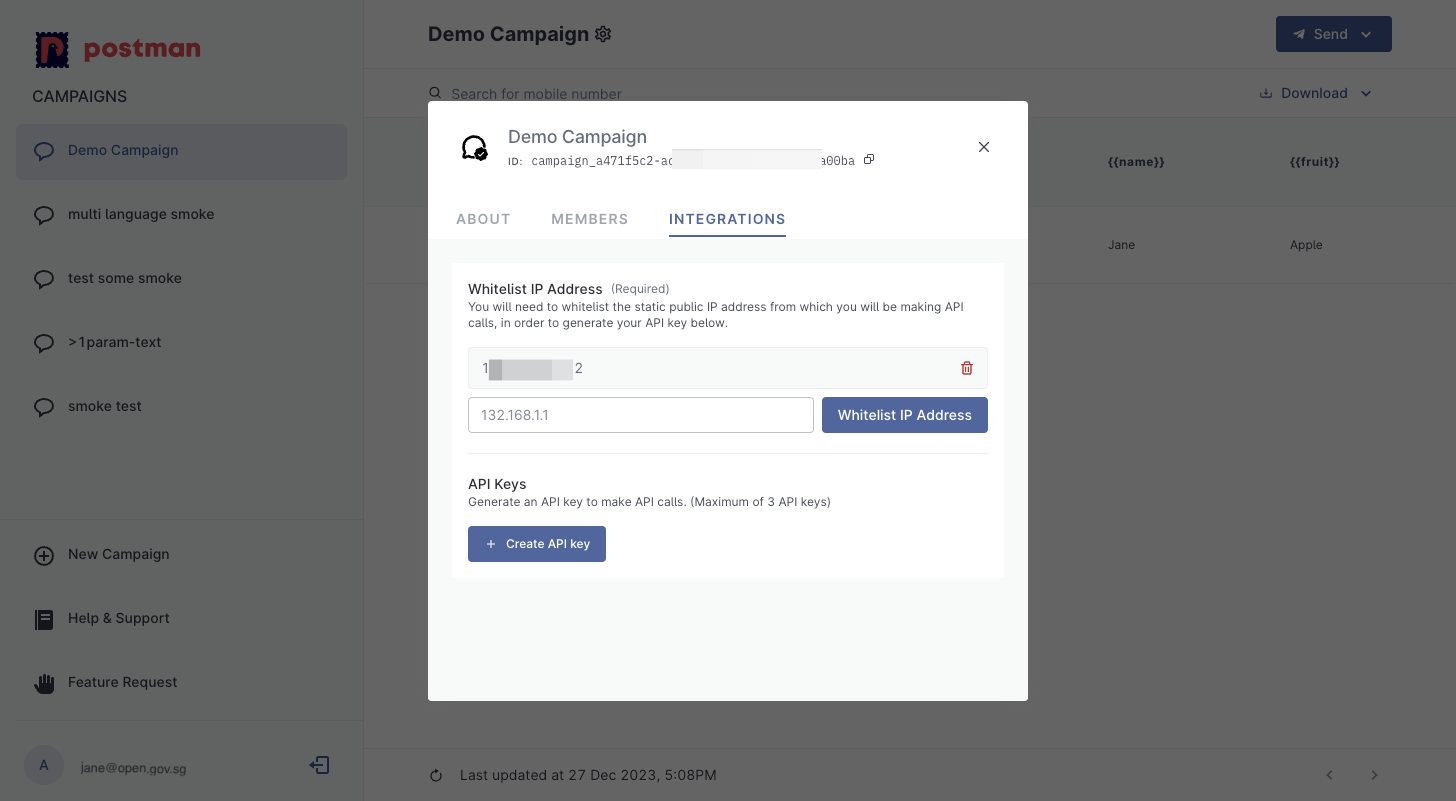 postman
CAMPAIGNS
Demo Campaign
multi language smoke
test some smoke
>1param-text
smoke test
New Campaign
Help & Support
Feature Request
A
jane@open.gov.sg
Demo Campaign
Send
Search for mobile number
Download
{{name}} {{fruit}}
Jane Apple
Demo Campaign
ID: campaign_a471f5c2-a a00ba
ABOUT MEMBERS INTEGRATIONS
Whitelist IP Address (Required)
You will need to whitelist the static public IP address from which you will be making API
calls, in order to generate your API key below.
1 2
132.168.1.1 Whitelist IP Address
API Keys
Generate an API key to make API calls. (Maximum of 3 API keys)
+ Create API key
Last updated at 27 Dec 2023, 5:08PM